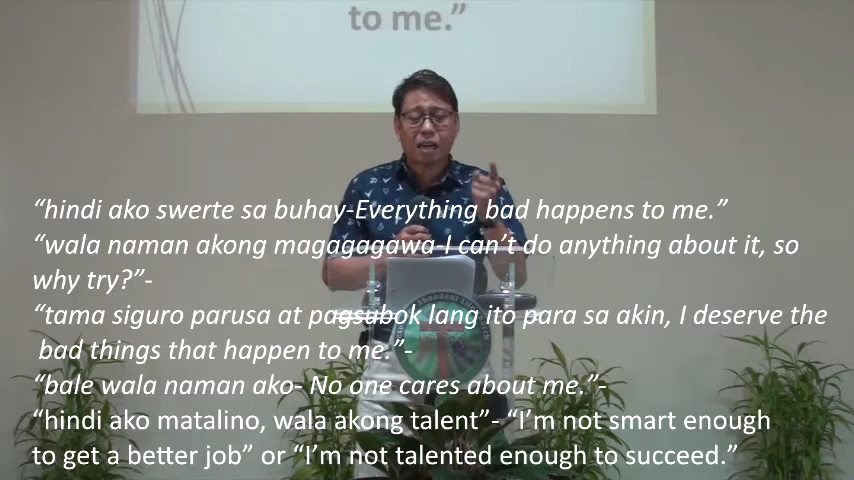 to me.”
“hindi ako swerte sa buhay-Everything bad happens to me.”
“wala naman akong magagagawa-I can’t do anything about it, so
why try?”-
“tama siguro parusa at pagsubok lang ito para sa akin, I deserve the
bad things that happen to me.”-
“bale wala naman ako- No one cares about me.”-
“hindi ako matalino, wala akong talent”- “I’m not smart enough
to get a better job” or “I’m not talented enough to succeed.”
Abundant Life